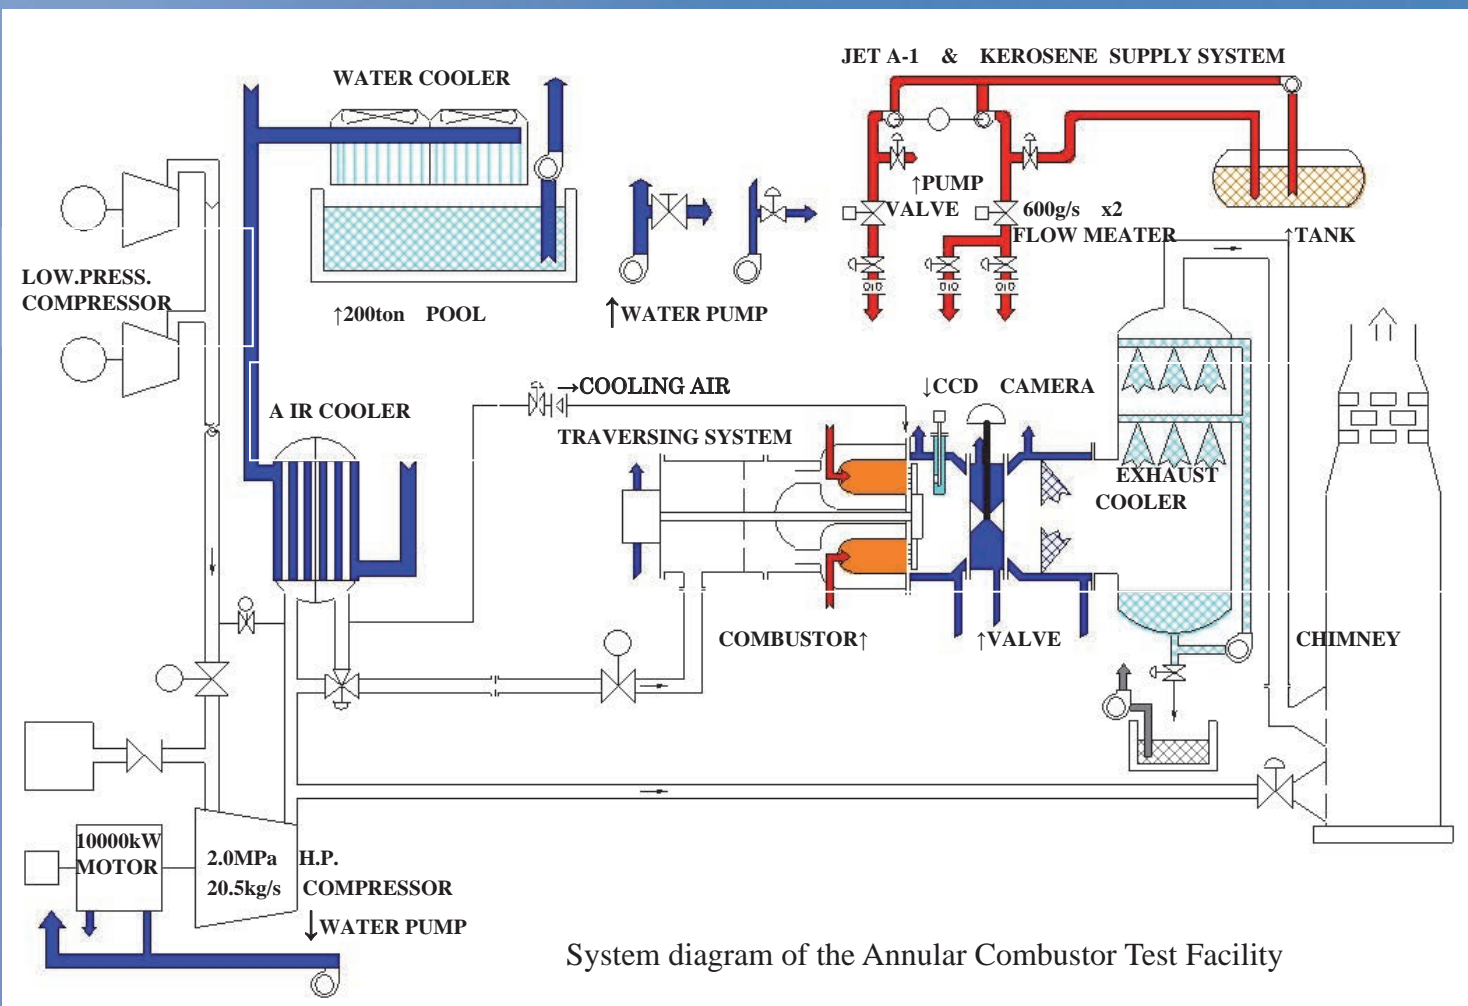 JET A-1 & KEROSENE SUPPLY SYSTEM
WATER COOLER
↑PUMP
VALVE
600g/s x2
FLOW MEATER
↑TANK
LOW.PRESS.
COMPRESSOR
↑200ton POOL
↑WATER PUMP
→COOLING AIR
↓CCD CAMERA
A IR COOLER
TRAVERSING SYSTEM
EXHAUST
COOLER
COMBUSTOR↑
↑VALVE
CHIMNEY
10000kW
MOTOR
2.0MPa H.P.
20.5kg/s COMPRESSOR
↓WATER PUMP
System diagram of the Annular Combustor Test Facility